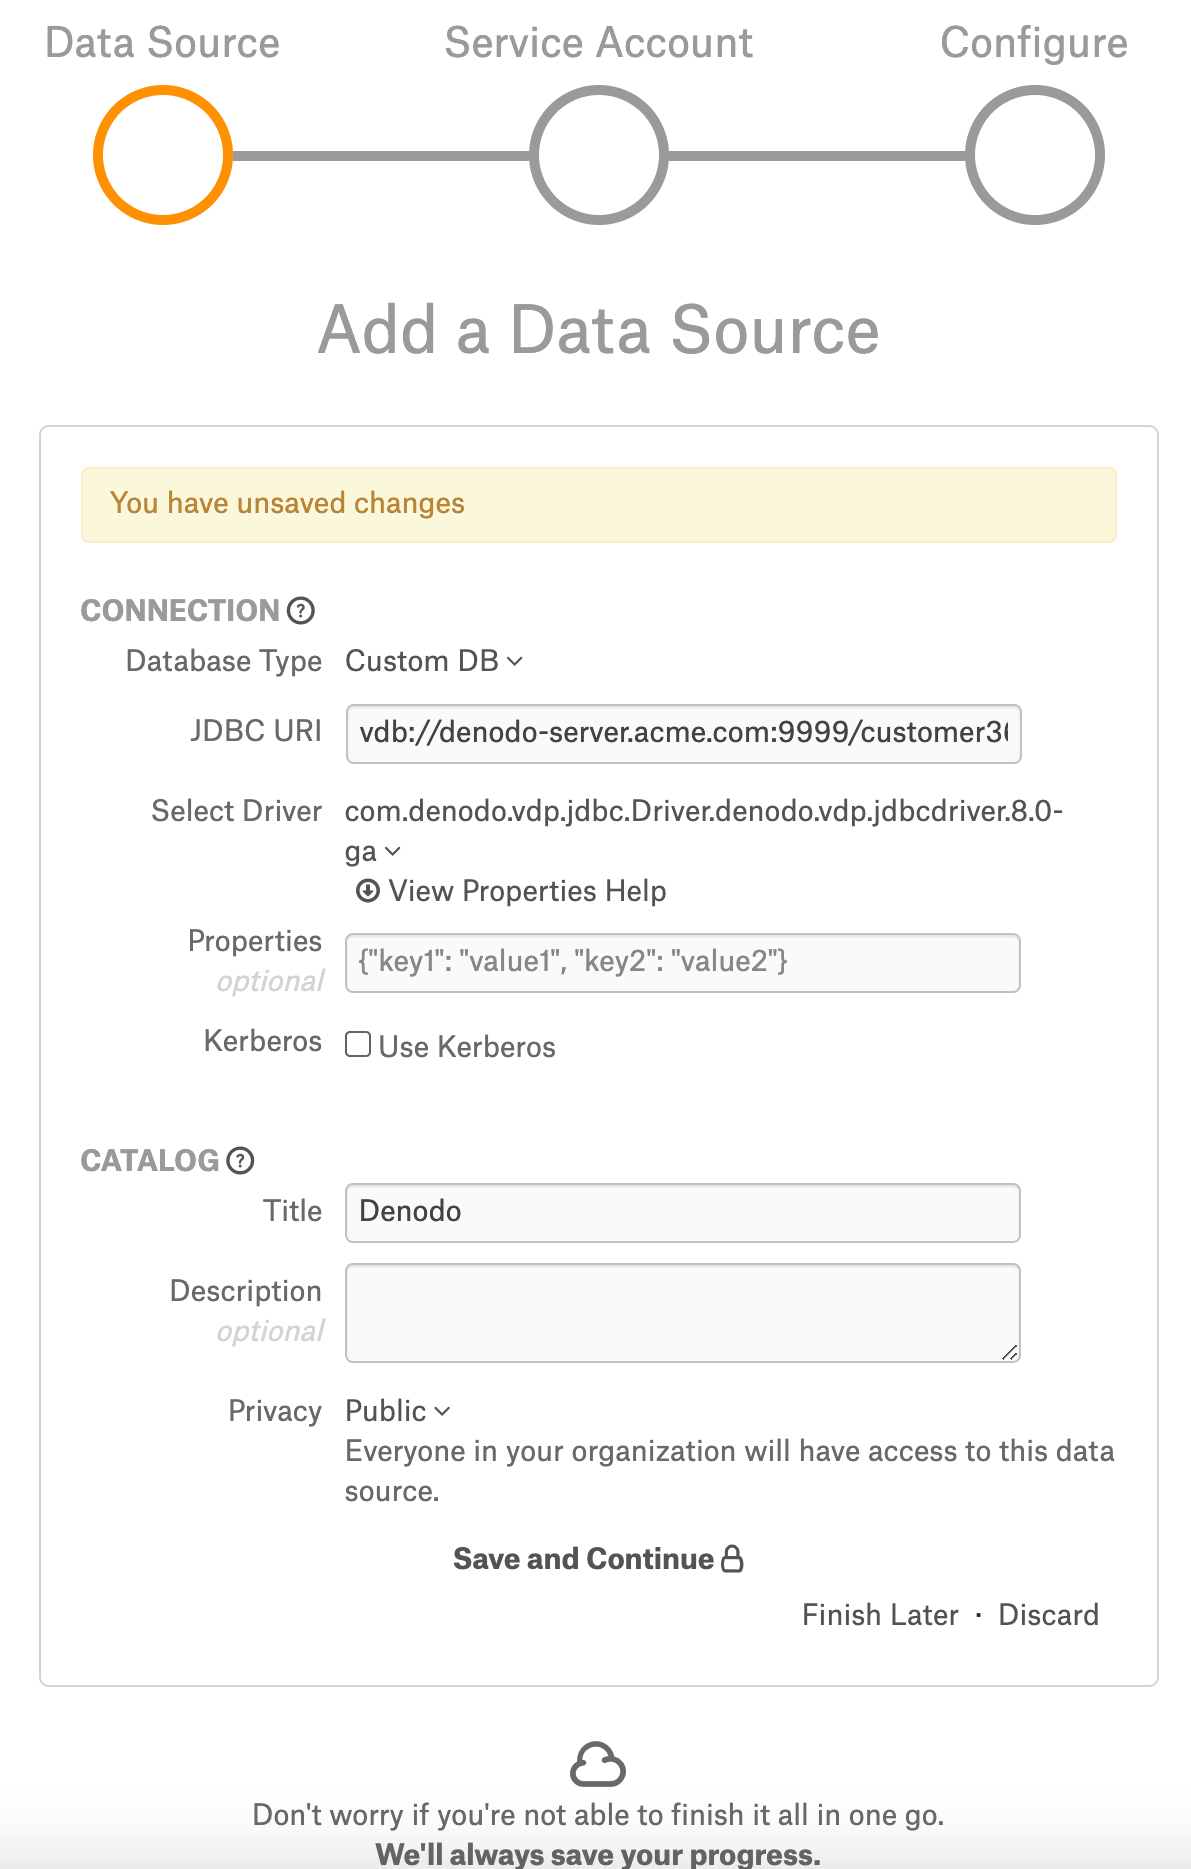 Data Source Service Account Configure
Add a Data Source
You have unsaved changes
CONNECTION ?
Database Type Custom DB
JDBC URI vdb://denodo-server.acme.com:9999/customer3
Select Driver com.denodo.vdp.jdbc.Driver.denodo.vdp.jdbcdriver.8.0-
ga
View Properties Help
Properties {"key1": "value1", "key2": "value2"}
optional
Kerberos Use Kerberos
CATALOG ?
Title Denodo
Description
optional
Privacy Public
Everyone in your organization will have access to this data
source.
Save and Continue
Finish Later · Discard
Don't worry if you're not able to finish it all in one go.
We'll always save your progress.